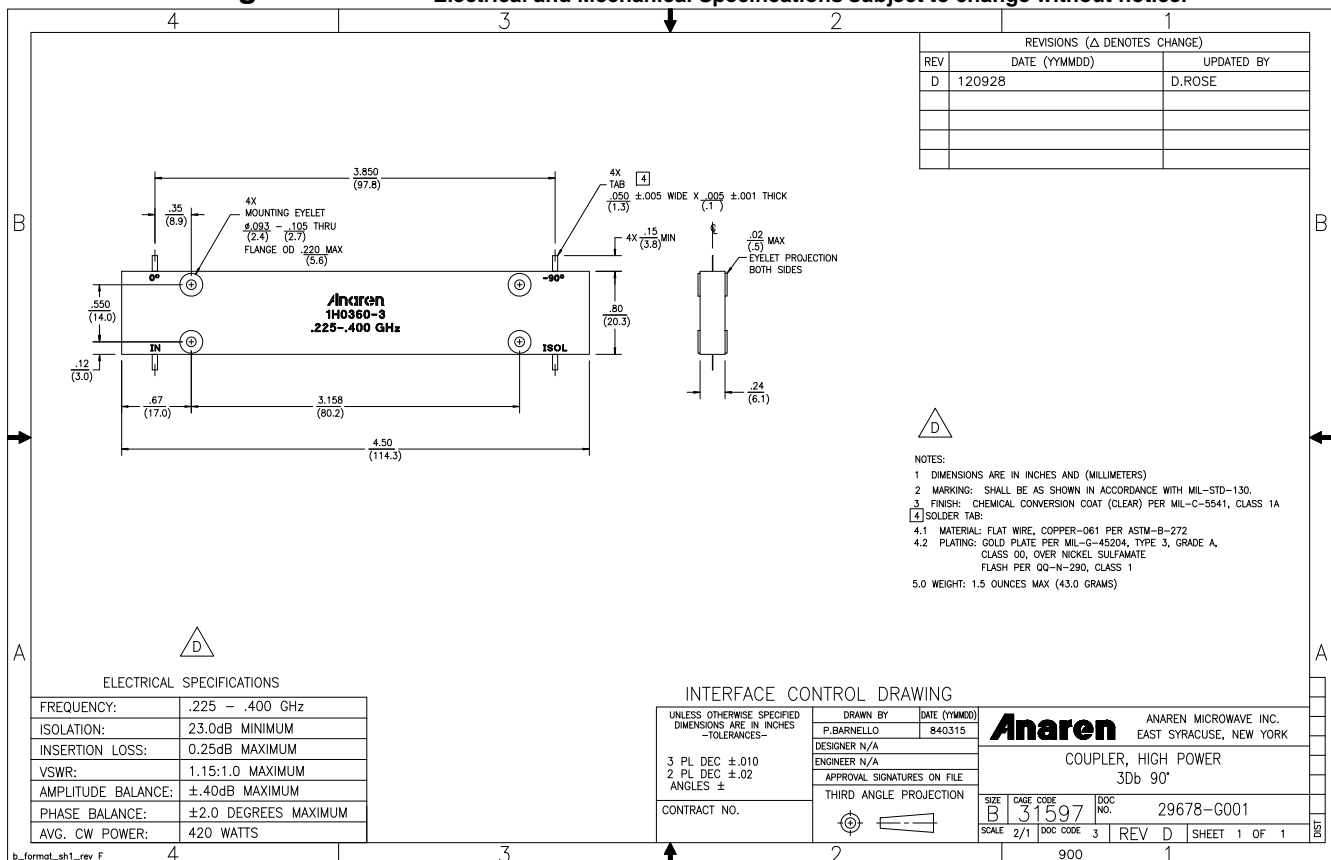 Electrical and Mechanical Specifications subject to change without notice.
4 3 2 1
REVISIONS (△ DENOTES CHANGE)
REV DATE (YYMMDD) UPDATED BY
D 120928 D.ROSE
B
B
3.850
(97.8)
.35
(8.9)
4X
MOUNTING EYELET
ø.093 - .105 THRU
(2.4) (2.7)
FLANGE OD .220 MAX
(5.6)
4X
TAB 4
.050 ±.005 WIDE X .005 ±.001 THICK
(1.3) (.1)
4X .15 MIN
(3.8)
.02 MAX
(.5)
EYELET PROJECTION
BOTH SIDES
0°
-90°
.550
(14.0)
Anaren
1H0360-3
.225-.400 GHz
.80
(20.3)
IN
ISOL
.12
(3.0)
.67
(17.0)
3.158
(80.2)
.24
(6.1)
4.50
(114.3)
D
NOTES:
1 DIMENSIONS ARE IN INCHES AND (MILLIMETERS)
2 MARKING: SHALL BE AS SHOWN IN ACCORDANCE WITH MIL-STD-130.
3 FINISH: CHEMICAL CONVERSION COAT (CLEAR) PER MIL-C-5541, CLASS 1A
4 SOLDER TAB:
4.1 MATERIAL: FLAT WIRE, COPPER-061 PER ASTM-B-272
4.2 PLATING: GOLD PLATE PER MIL-G-45204, TYPE 3, GRADE A,
CLASS 00, OVER NICKEL SULFAMATE
FLASH PER QQ-N-290, CLASS 1
5.0 WEIGHT: 1.5 OUNCES MAX (43.0 GRAMS)
D
A
A
ELECTRICAL SPECIFICATIONS
FREQUENCY: .225 - .400 GHz
ISOLATION: 23.0dB MINIMUM
INSERTION LOSS: 0.25dB MAXIMUM
VSWR: 1.15:1.0 MAXIMUM
AMPLITUDE BALANCE: ±.40dB MAXIMUM
PHASE BALANCE: ±2.0 DEGREES MAXIMUM
AVG. CW POWER: 420 WATTS
INTERFACE CONTROL DRAWING
UNLESS OTHERWISE SPECIFIED
DIMENSIONS ARE IN INCHES
-TOLERANCES-
3 PL DEC ±.010
2 PL DEC ±.02
ANGLES ±
CONTRACT NO.
DRAWN BY DATE (YYMMDD)
P.BARNELLO 840315
DESIGNER N/A
ENGINEER N/A
APPROVAL SIGNATURES ON FILE
THIRD ANGLE PROJECTION
Anaren
ANAREN MICROWAVE INC.
EAST SYRACUSE, NEW YORK
COUPLER, HIGH POWER
3Db 90°
SIZE B CAGE CODE 31597 DOC NO. 29678-G001
SCALE 2/1 DOC CODE 3 REV D SHEET 1 OF 1
DIST
b_format_sh1_rev F
4 3 2 900 1